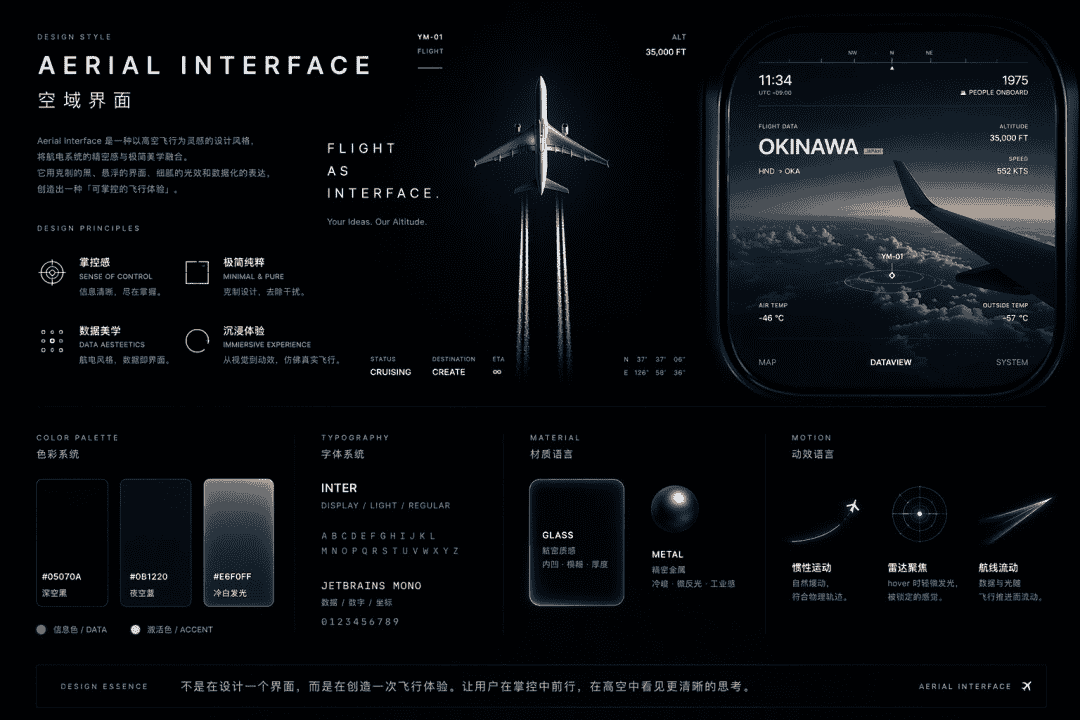 DESIGN STYLE
AERIAL INTERFACE
空域界面
Aerial Interface 是一种以高空飞行为灵感的设计风格，
将航电系统的精密感与极简美学融合。
它用克制的黑、悬浮的界面、细腻的光效和数据化的表达，
创造出一种「可掌控的飞行体验」。
DESIGN PRINCIPLES
掌控感
SENSE OF CONTROL
信息清晰，尽在掌握。
极简纯粹
MINIMAL & PURE
克制设计，去除干扰。
数据美学
DATA AESTEETICS
航电风格，数据即界面。
沉浸体验
IMMIERSIVE EXPERIENCE
从视觉到动效，仿佛真实飞行。
YM-01
FLIGHT
FLIGHT
AS
INTERFACE.
Your Ideas. Our Altitude.
ALT
35,000 FT
STATUS
CRUISING
DESTINATION
CREATE
ETA
∞
N 37° 37' 06"
E 126° 58' 36"
NW N NE
11:34
UTC +09:00
1975
PEOPLE ONBOARD
FLIGHT DATA
OKINAWA JAPAN
HND → OKA
ALTITUDE
35,000 FT
SPEED
552 KTS
YM-01
AIR TEMP
-46 °C
OUTSIDE TEMP
-57 °C
MAP DATAVIEW SYSTEM
COLOR PALETTE
色彩系统
#05070A
深空黑
#0B1220
夜空蓝
#E6F0FF
冷白发光
信息色 / DATA
激活色 / ACCENT
TYPOGRAPHY
字体系统
INTER
DISPLAY / LIGHT / REGULAR
A B C D E F G H I J K L
M N O P Q R S T U V W X Y Z
JETBRAINS MONO
数据 / 数字 / 坐标
0 1 2 3 4 5 6 7 8 9
MATERIAL
材质语言
GLASS
内凹 · 模糊 · 厚度
METAL
精密金属
冷峻 · 微反光 · 工业感
MOTION
动效语言
惯性运动
自然缓动，
符合物理轨迹。
雷达聚焦
hover 时轻微发光，
被锁定的感觉。
航线流动
数据与光随
飞行推进而流动。
DESIGN ESSENCE
不是在设计一个界面，而是在创造一次飞行体验。让用户在掌控中前行，在高空中看见更清晰的思考。
AERIAL INTERFACE